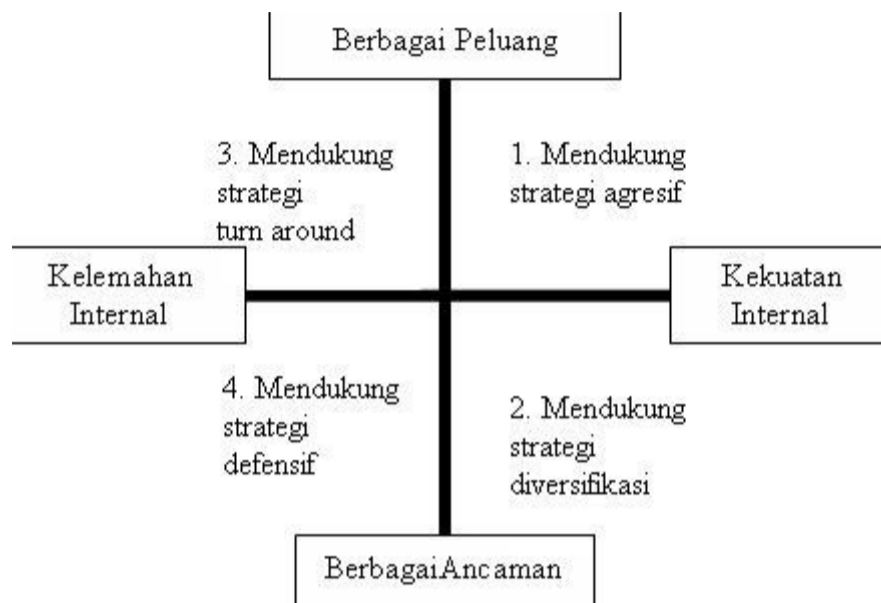 Berbagai Peluang
3. Mendukung
strategi
turn around
1. Mendukung
strategi agresif
Kelemahan
Internal
Kekuatan
Internal
4. Mendukung
strategi
defensif
2. Mendukung
strategi
diversifikasi
BerbagaiAncaman